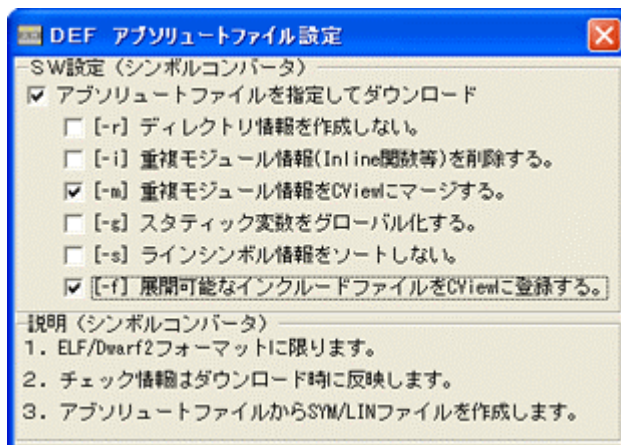 DEF アブソリュートファイル設定
SW設定（シンボルコンバータ）
アブソリュートファイルを指定してダウンロード
[-r] ディレクトリ情報を作成しない。
[-i] 重複モジュール情報(Inline関数等)を削除する。
[-m] 重複モジュール情報をCViewにマージする。
[-g] スタティック変数をグローバル化する。
[-s] ラインシンボル情報をソートしない。
[-f] 展開可能なインクルードファイルをCViewに登録する。
説明（シンボルコンバータ）
1．ELF/Dwarf2フォーマットに限ります。
2．チェック情報はダウンロード時に反映します。
3．アブソリュートファイルからSYM/LINファイルを作成します。